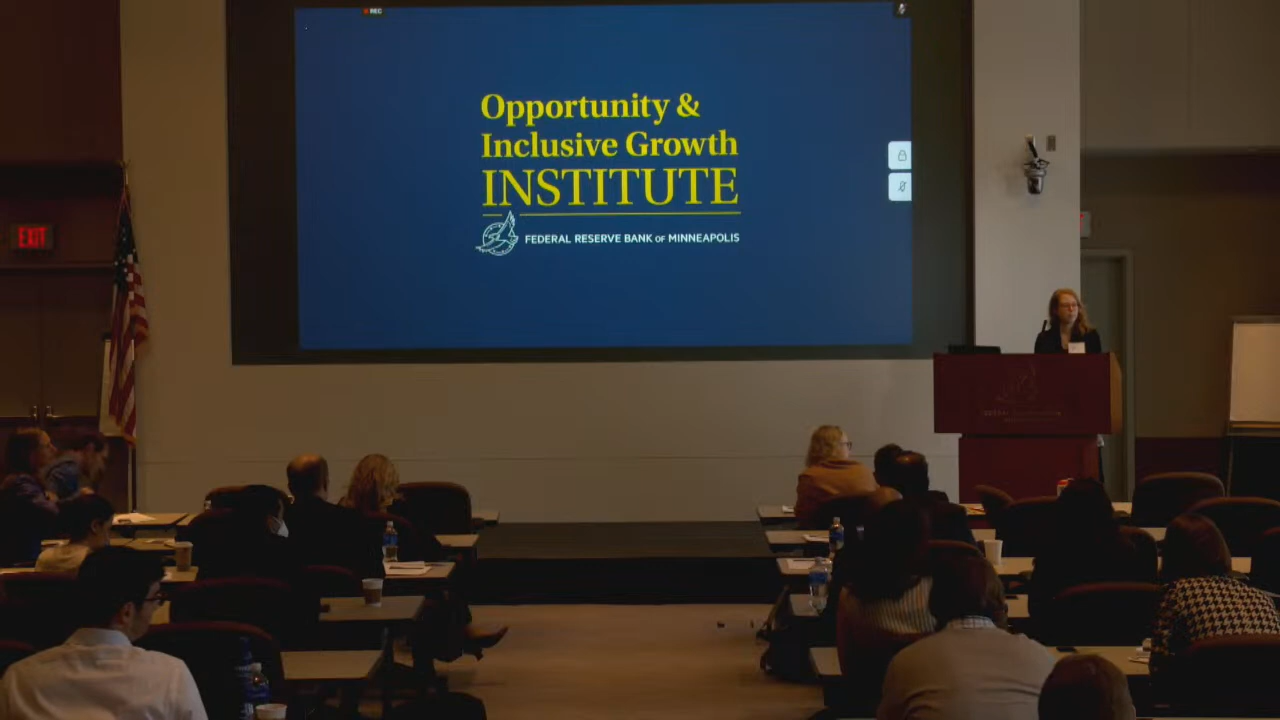 REC
Opportunity &
Inclusive Growth
INSTITUTE
FEDERAL RESERVE BANK OF MINNEAPOLIS
EXIT